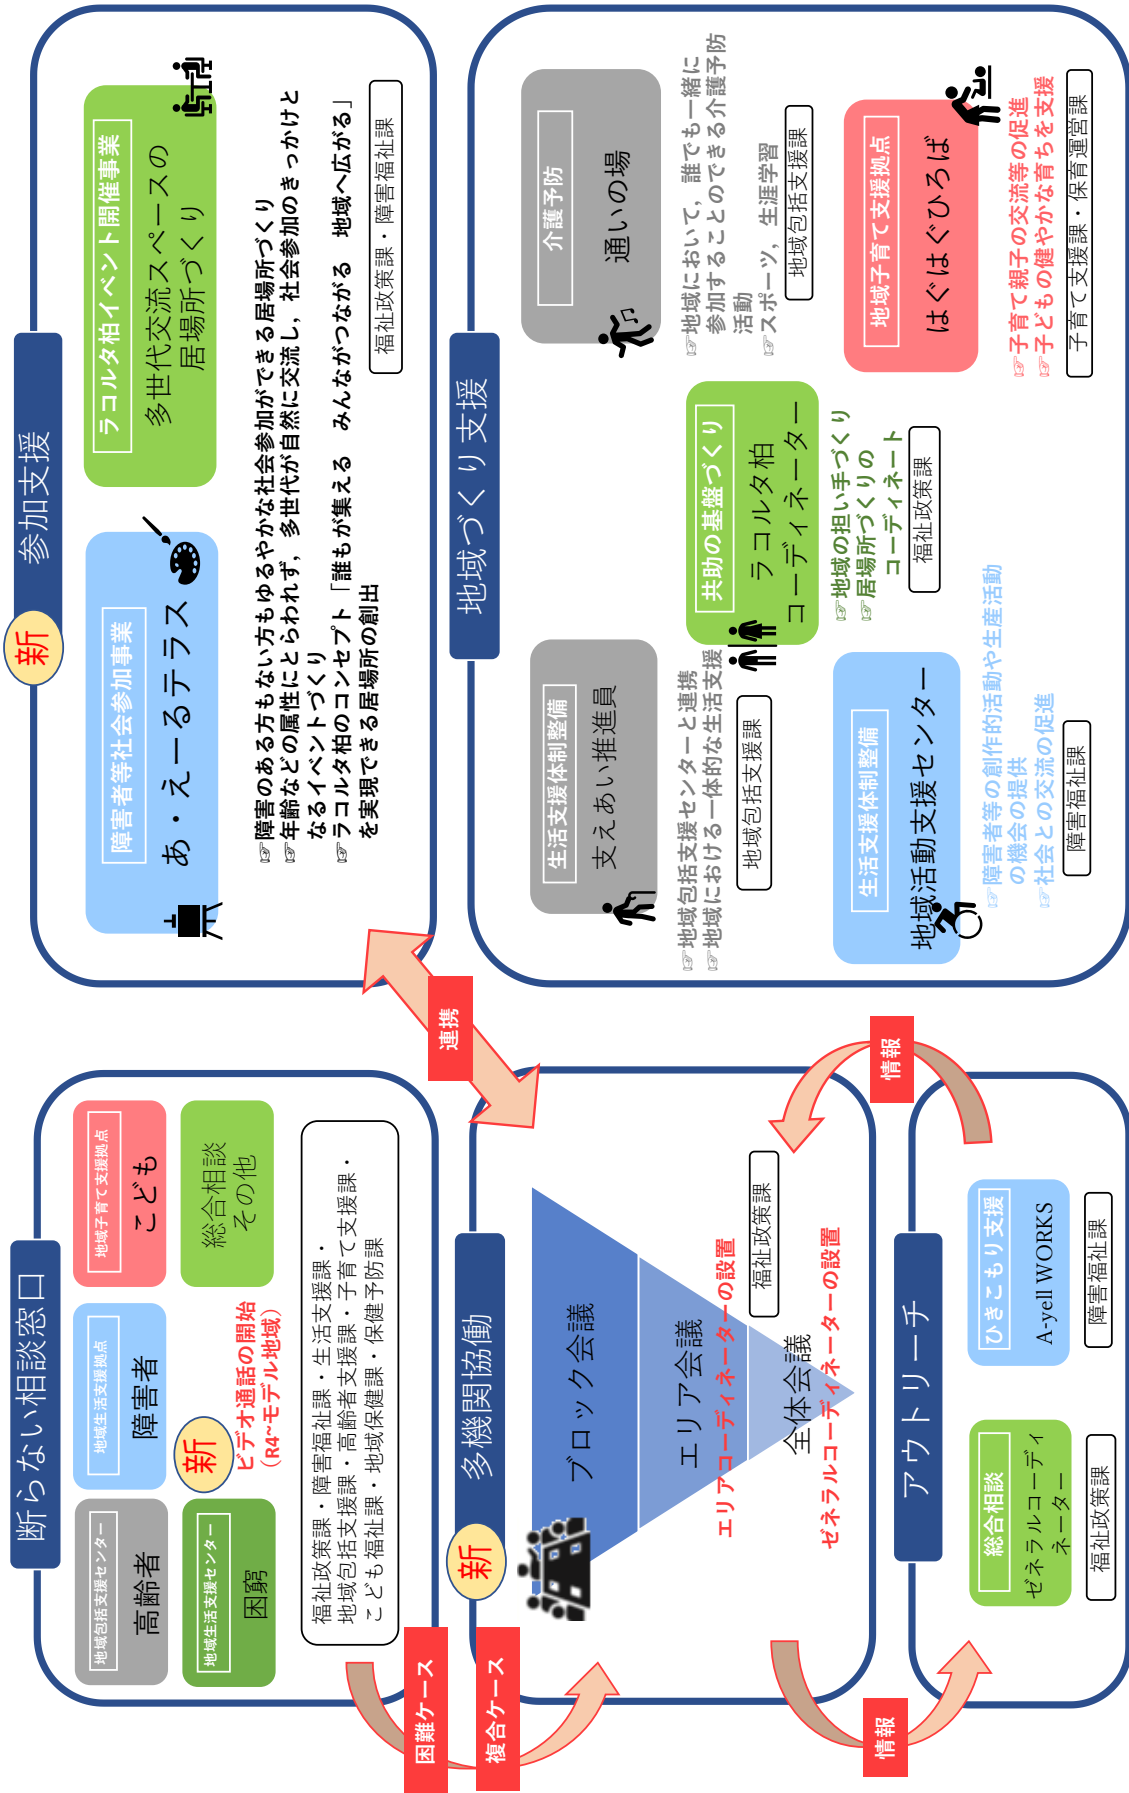 断らない相談窓口
地域包括支援センター
高齢者
地域生活支援拠点
障害者
地域子育て支援拠点
こども
地域生活支援センター
困窮
新
ビデオ通話の開始
（R4~モデル地域）
総合相談
その他
福祉政策課・障害福祉課・生活支援課・
地域包括支援課・高齢者支援課・子育て支援課・
こども福祉課・地域保健課・保健予防課
困難ケース
複合ケース
新
多機関協働
ブロック会議
エリア会議
エリアコーディネーターの設置
全体会議
ゼネラルコーディネーターの設置
福祉政策課
連携
情報
情報
アウトリーチ
総合相談
ゼネラルコーディ
ネーター
福祉政策課
ひきこもり支援
A-yell WORKS
障害福祉課
新
参加支援
障害者等社会参加事業
あ・えーるテラス
ラコルタ柏イベント開催事業
多世代交流スペースの
居場所づくり
☞障害のある方もない方もゆるやかな社会参加ができる居場所づくり
☞年齢などの属性にとらわれず，多世代が自然に交流し，社会参加のきっかけと
なるイベントづくり
☞ラコルタ柏のコンセプト「誰もが集える　みんながつながる　地域へ広がる」
を実現できる居場所の創出
福祉政策課・障害福祉課
地域づくり支援
生活支援体制整備
支えあい推進員
☞地域包括支援センターと連携
☞地域における一体的な生活支援
地域包括支援課
介護予防
通いの場
☞地域において，誰でも一緒に
参加することのできる介護予防
活動
☞スポーツ，生涯学習
地域包括支援課
共助の基盤づくり
ラコルタ柏
コーディネーター
☞地域の担い手づくり
☞居場所づくりの
コーディネート
福祉政策課
生活支援体制整備
地域活動支援センター
☞障害者等の創作的活動や生産活動
の機会の提供
☞社会との交流の促進
障害福祉課
地域子育て支援拠点
はぐはぐひろば
☞子育て親子の交流等の促進
☞子どもの健やかな育ちを支援
子育て支援課・保育運営課